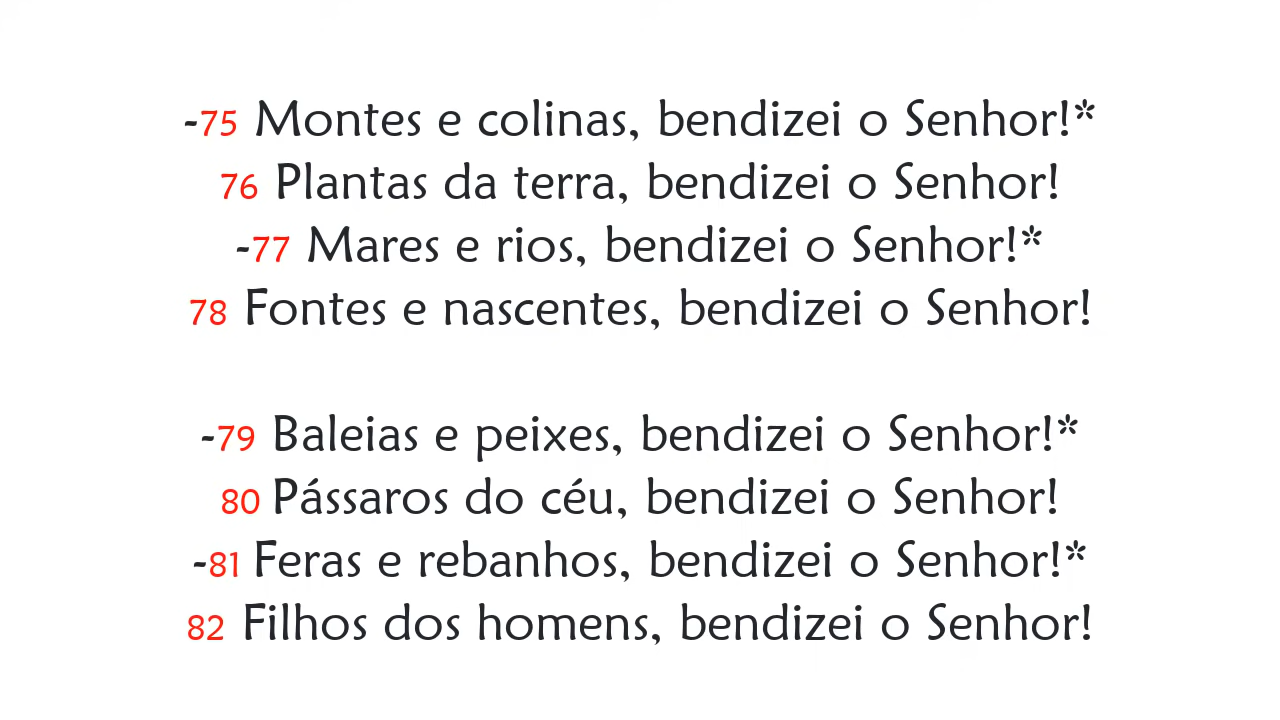 -75 Montes e colinas, bendizei o Senhor!*
76 Plantas da terra, bendizei o Senhor!
-77 Mares e rios, bendizei o Senhor!*
78 Fontes e nascentes, bendizei o Senhor!
-79 Baleias e peixes, bendizei o Senhor!*
80 Pássaros do céu, bendizei o Senhor!
-81 Feras e rebanhos, bendizei o Senhor!*
82 Filhos dos homens, bendizei o Senhor!